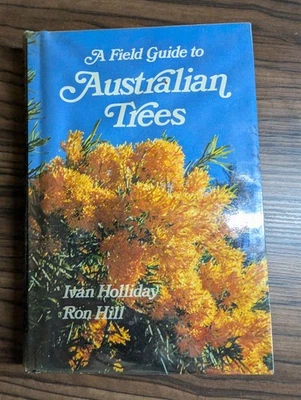 A Field Guide to
Australian
Trees
Ivan Holliday
Ron Hill